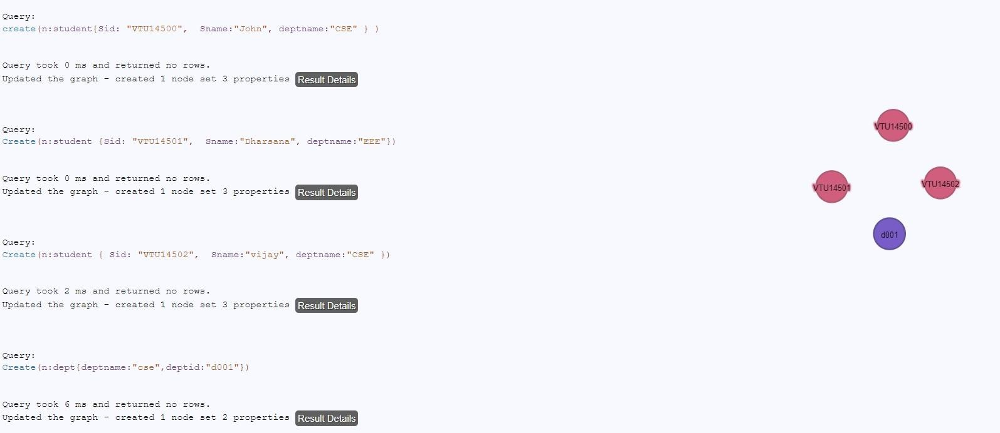 Query:
create(n:student{Sid: "VTU14500",  Sname:"John", deptname:"CSE" } )
Query took 0 ms and returned no rows.
Updated the graph - created 1 node set 3 properties Result Details
Query:
Create(n:student {Sid: "VTU14501",  Sname:"Dharsana", deptname:"EEE"})
Query took 0 ms and returned no rows.
Updated the graph - created 1 node set 3 properties Result Details
Query:
Create(n:student { Sid: "VTU14502",  Sname:"vijay", deptname:"CSE" })
Query took 2 ms and returned no rows.
Updated the graph - created 1 node set 3 properties Result Details
Query:
Create(n:dept{deptname:"cse",deptid:"d001"})
Query took 6 ms and returned no rows.
Updated the graph - created 1 node set 2 properties Result Details
VTU14500
VTU14501
VTU14502
d001